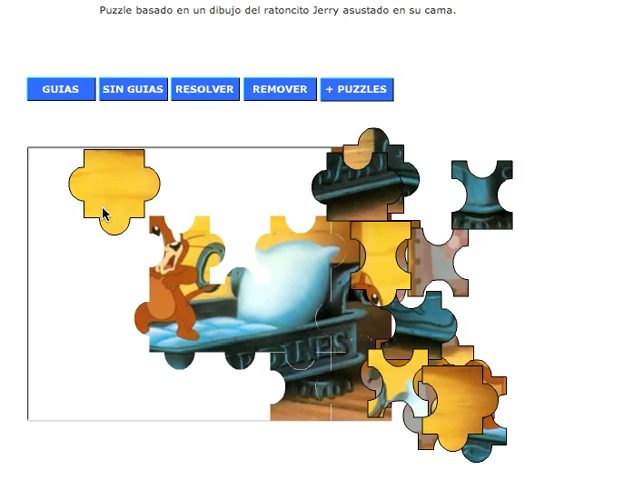 Puzzle basado en un dibujo del ratoncito Jerry asustado en su cama.
GUIAS
SIN GUIAS
RESOLVER
REMOVER
+ PUZZLES